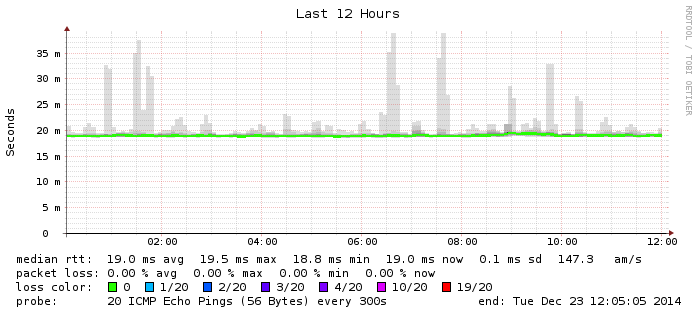 Last 12 Hours
RRDTOOL / TOBI OETIKER
Seconds
35 m
30 m
25 m
20 m
15 m
10 m
5 m
0
02:00 04:00 06:00 08:00 10:00 12:00
median rtt: 19.0 ms avg 19.5 ms max 18.8 ms min 19.0 ms now 0.1 ms sd 147.3 am/s
packet loss: 0.00 % avg 0.00 % max 0.00 % min 0.00 % now
loss color: 0 1/20 2/20 3/20 4/20 10/20 19/20
probe: 20 ICMP Echo Pings (56 Bytes) every 300s end: Tue Dec 23 12:05:05 2014